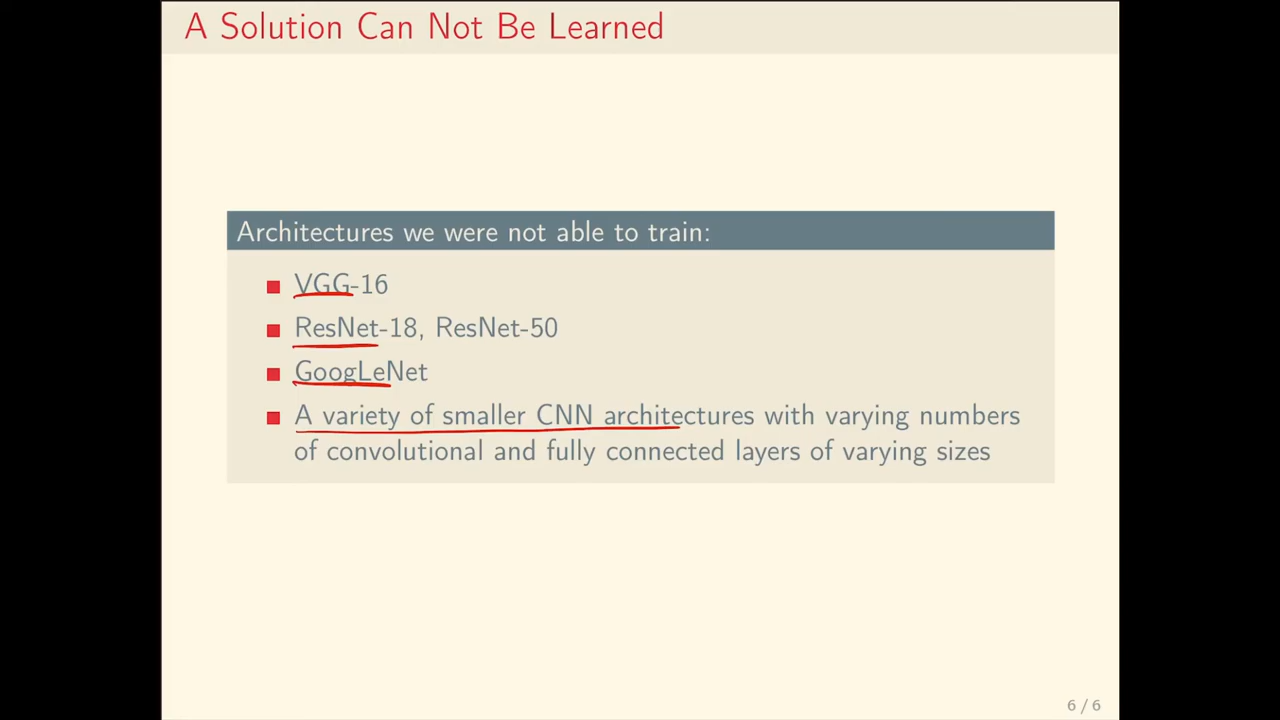 A Solution Can Not Be Learned
Architectures we were not able to train:
VGG-16
ResNet-18, ResNet-50
GoogLeNet
A variety of smaller CNN architectures with varying numbers
of convolutional and fully connected layers of varying sizes
6 / 6